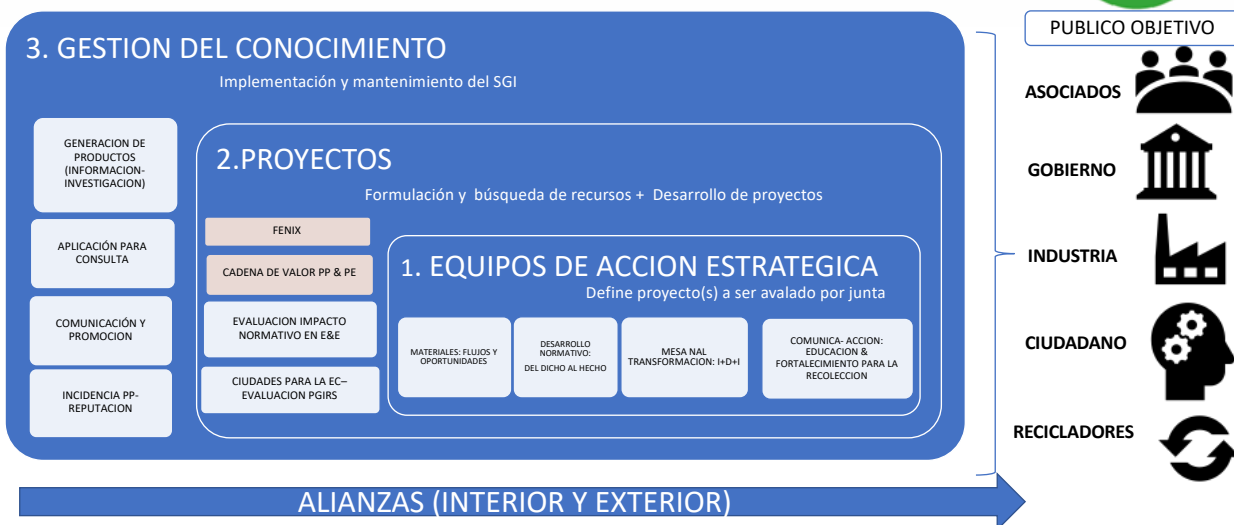 3. GESTION DEL CONOCIMIENTO
Implementación y mantenimiento del SGI
GENERACION DE
PRODUCTOS
(INFORMACION-
INVESTIGACION)
APLICACIÓN PARA
CONSULTA
COMUNICACIÓN Y
PROMOCION
INCIDENCIA PP-
REPUTACION
2.PROYECTOS
Formulación y búsqueda de recursos + Desarrollo de proyectos
FENIX
CADENA DE VALOR PP & PE
EVALUACION IMPACTO
NORMATIVO EN E&E
CIUDADES PARA LA EC–
EVALUACION PGIRS
1. EQUIPOS DE ACCION ESTRATEGICA
Define proyecto(s) a ser avalado por junta
MATERIALES: FLUJOS Y
OPORTUNIDADES
DESARROLLO
NORMATIVO:
DEL DICHO AL HECHO
MESA NAL
TRANSFORMACION: I+D+I
COMUNICA- ACCION:
EDUCACION &
FORTALECIMIENTO PARA LA
RECOLECCION
PUBLICO OBJETIVO
ASOCIADOS
GOBIERNO
INDUSTRIA
CIUDADANO
RECICLADORES
ALIANZAS (INTERIOR Y EXTERIOR)